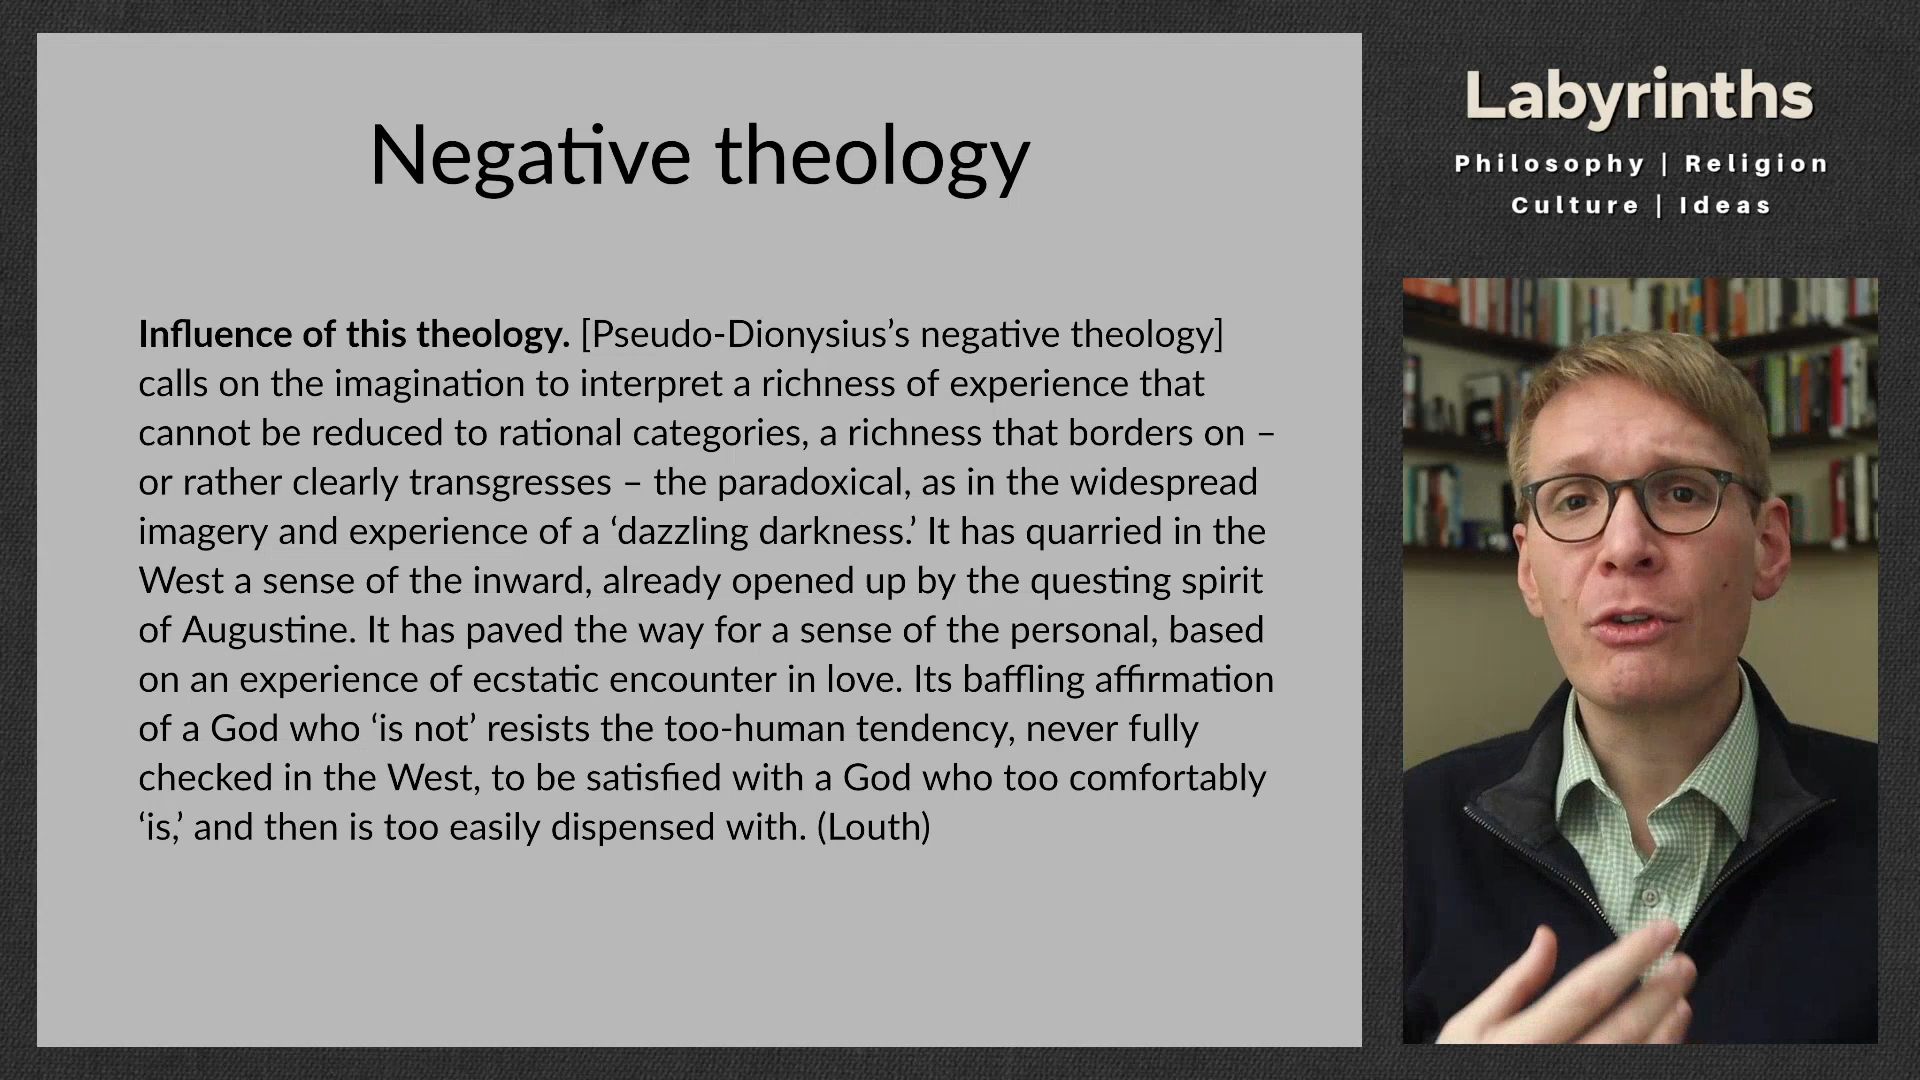 Negative theology
Influence of this theology. [Pseudo-Dionysius’s negative theology]
calls on the imagination to interpret a richness of experience that
cannot be reduced to rational categories, a richness that borders on –
or rather clearly transgresses – the paradoxical, as in the widespread
imagery and experience of a ‘dazzling darkness.’ It has quarried in the
West a sense of the inward, already opened up by the questing spirit
of Augustine. It has paved the way for a sense of the personal, based
on an experience of ecstatic encounter in love. Its baffling affirmation
of a God who ‘is not’ resists the too-human tendency, never fully
checked in the West, to be satisfied with a God who too comfortably
‘is,’ and then is too easily dispensed with. (Louth)
Labyrinths
Philosophy | Religion
Culture | Ideas